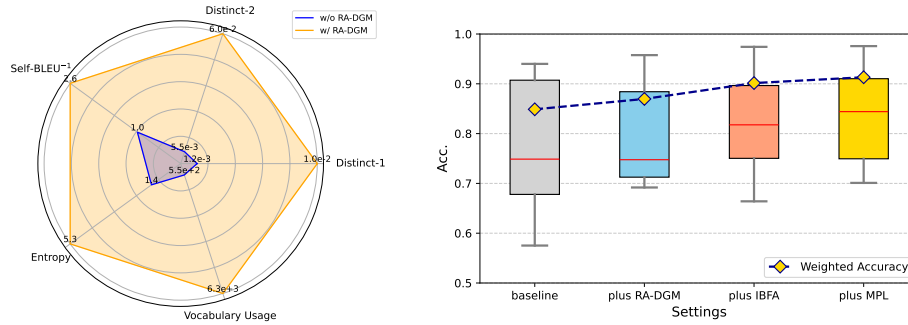 Distinct-2
6.0e-2
w/o RA-DGM
w/ RA-DGM
Self-BLEU⁻¹
2.6
1.0
5.5e-3
1.2e-3
5.5e+2
1.0e-2
Distinct-1
1.4
5.3
Entropy
6.3e+3
Vocabulary Usage
1.0
0.9
0.8
0.7
0.6
0.5
Acc.
Weighted Accuracy
baseline
plus RA-DGM
plus IBFA
plus MPL
Settings